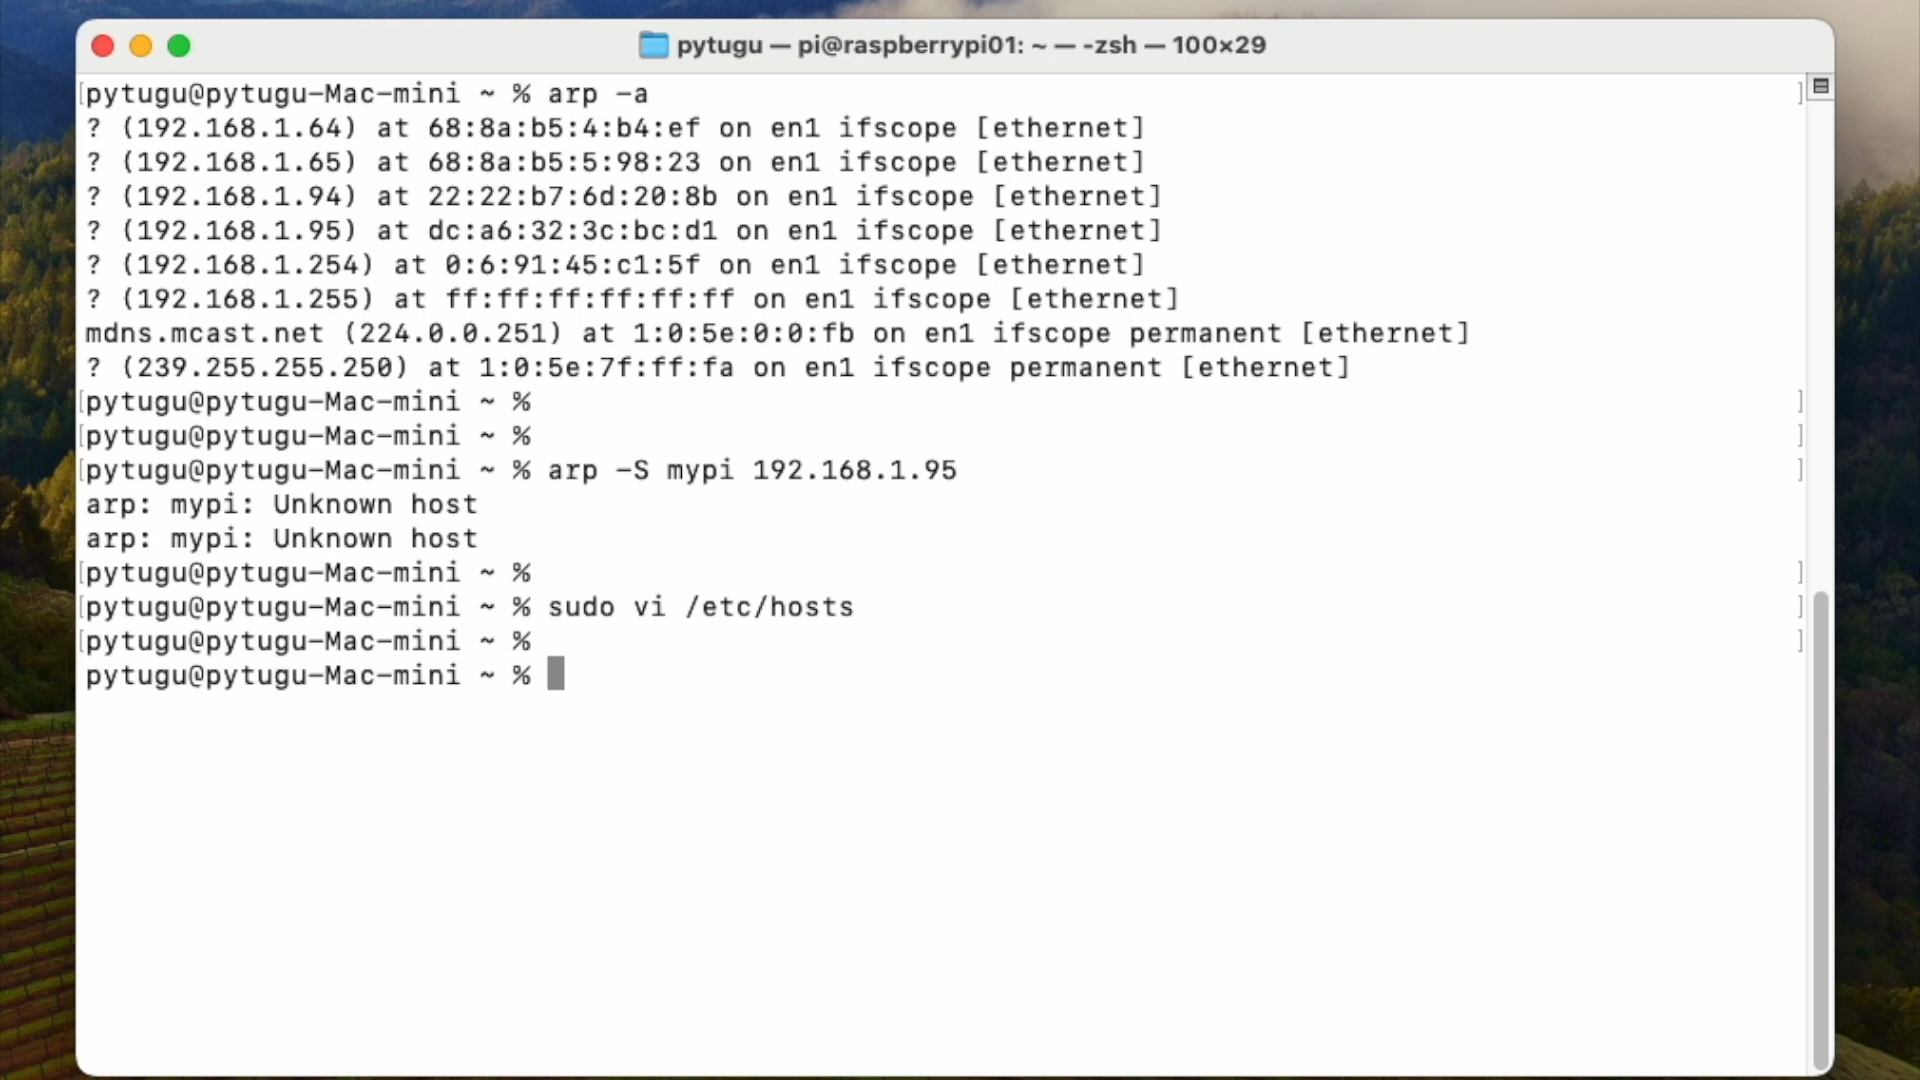 pytugu — pi@raspberrypi01: ~ — -zsh — 100×29
[pytugu@pytugu-Mac-mini ~ % arp -a ]
? (192.168.1.64) at 68:8a:b5:4:b4:ef on en1 ifscope [ethernet]
? (192.168.1.65) at 68:8a:b5:5:98:23 on en1 ifscope [ethernet]
? (192.168.1.94) at 22:22:b7:6d:20:8b on en1 ifscope [ethernet]
? (192.168.1.95) at dc:a6:32:3c:bc:d1 on en1 ifscope [ethernet]
? (192.168.1.254) at 0:6:91:45:c1:5f on en1 ifscope [ethernet]
? (192.168.1.255) at ff:ff:ff:ff:ff:ff on en1 ifscope [ethernet]
mdns.mcast.net (224.0.0.251) at 1:0:5e:0:0:fb on en1 ifscope permanent [ethernet]
? (239.255.255.250) at 1:0:5e:7f:ff:fa on en1 ifscope permanent [ethernet]
[pytugu@pytugu-Mac-mini ~ % ]
[pytugu@pytugu-Mac-mini ~ % ]
[pytugu@pytugu-Mac-mini ~ % arp -S mypi 192.168.1.95 ]
arp: mypi: Unknown host
arp: mypi: Unknown host
[pytugu@pytugu-Mac-mini ~ % ]
[pytugu@pytugu-Mac-mini ~ % sudo vi /etc/hosts ]
[pytugu@pytugu-Mac-mini ~ % ]
pytugu@pytugu-Mac-mini ~ %